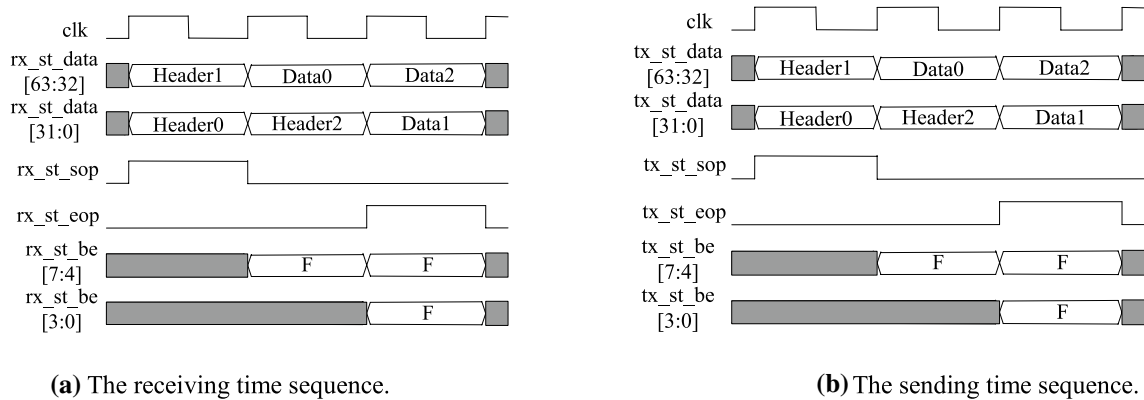 clk
rx_st_data
[63:32]
Header1 Data0 Data2
rx_st_data
[31:0]
Header0 Header2 Data1
rx_st_sop
rx_st_eop
rx_st_be
[7:4]
F F
rx_st_be
[3:0]
F
(a) The receiving time sequence.
clk
tx_st_data
[63:32]
Header1 Data0 Data2
tx_st_data
[31:0]
Header0 Header2 Data1
tx_st_sop
tx_st_eop
tx_st_be
[7:4]
F F
tx_st_be
[3:0]
F
(b) The sending time sequence.